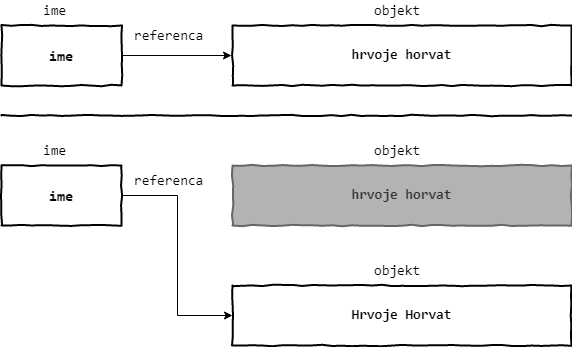 ime
objekt
referenca
ime
hrvoje horvat
ime
objekt
referenca
ime
hrvoje horvat
objekt
Hrvoje Horvat